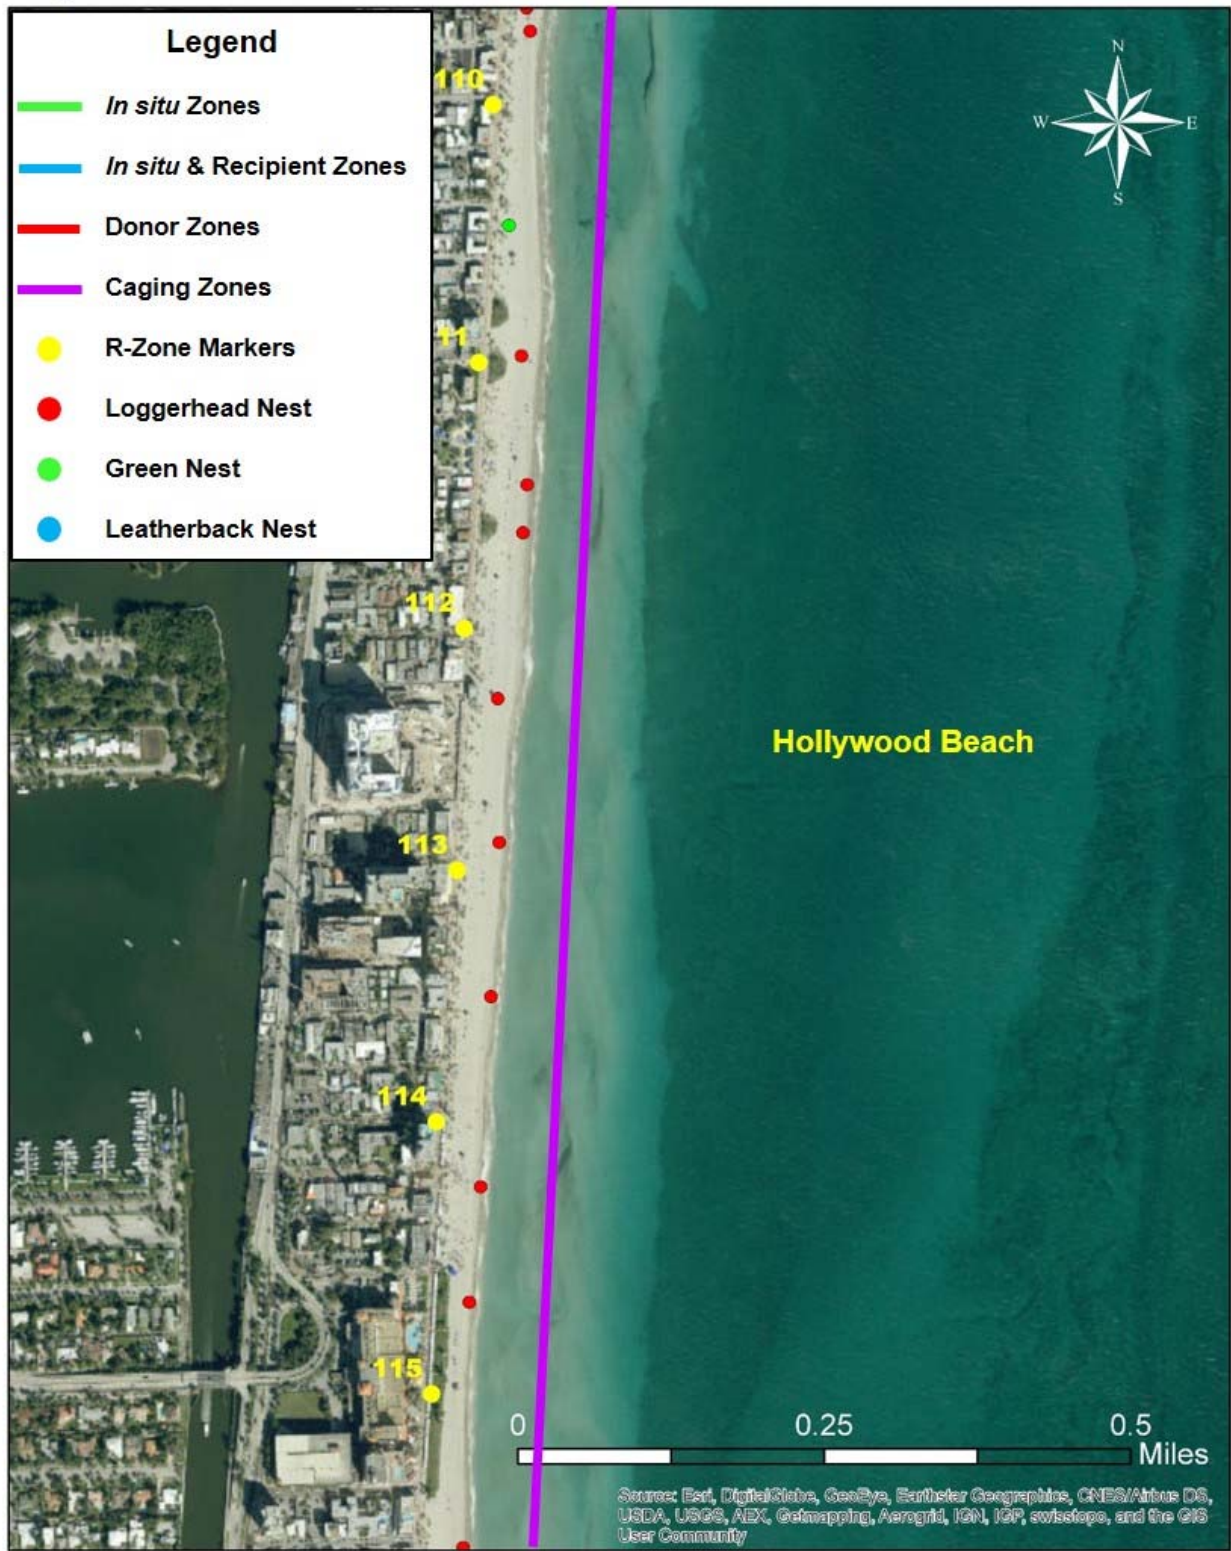 Legend
In situ Zones
In situ & Recipient Zones
Donor Zones
Caging Zones
R-Zone Markers
Loggerhead Nest
Green Nest
Leatherback Nest
110
11
112
113
114
115
N
W
E
S
Hollywood Beach
0 0.25 0.5
Miles
Source: Esri, DigitalGlobe, GeoEye, Earthstar Geographics, CNES/Airbus DS,
USDA, USGS, AEX, Getmapping, Aerogrid, IGN, IGP, swisstopo, and the GIS
User Community